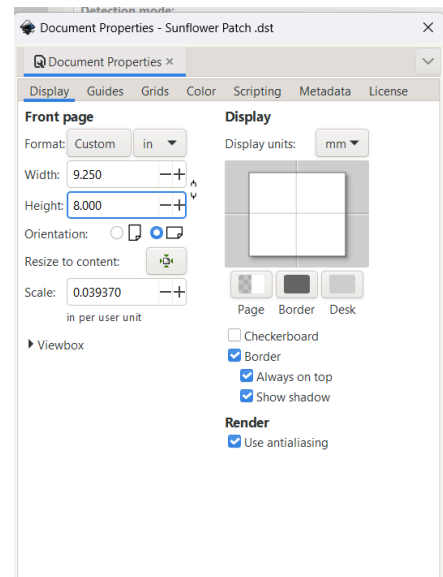 Detection mode:
Document Properties - Sunflower Patch .dst
Document Properties
Display Guides Grids Color Scripting Metadata License
Front page
Format: Custom in
Width: 9.250
Height: 8.000
Orientation:
Resize to content:
Scale: 0.039370
in per user unit
Viewbox
Display
Display units: mm
Page Border Desk
Checkerboard
Border
Always on top
Show shadow
Render
Use antialiasing